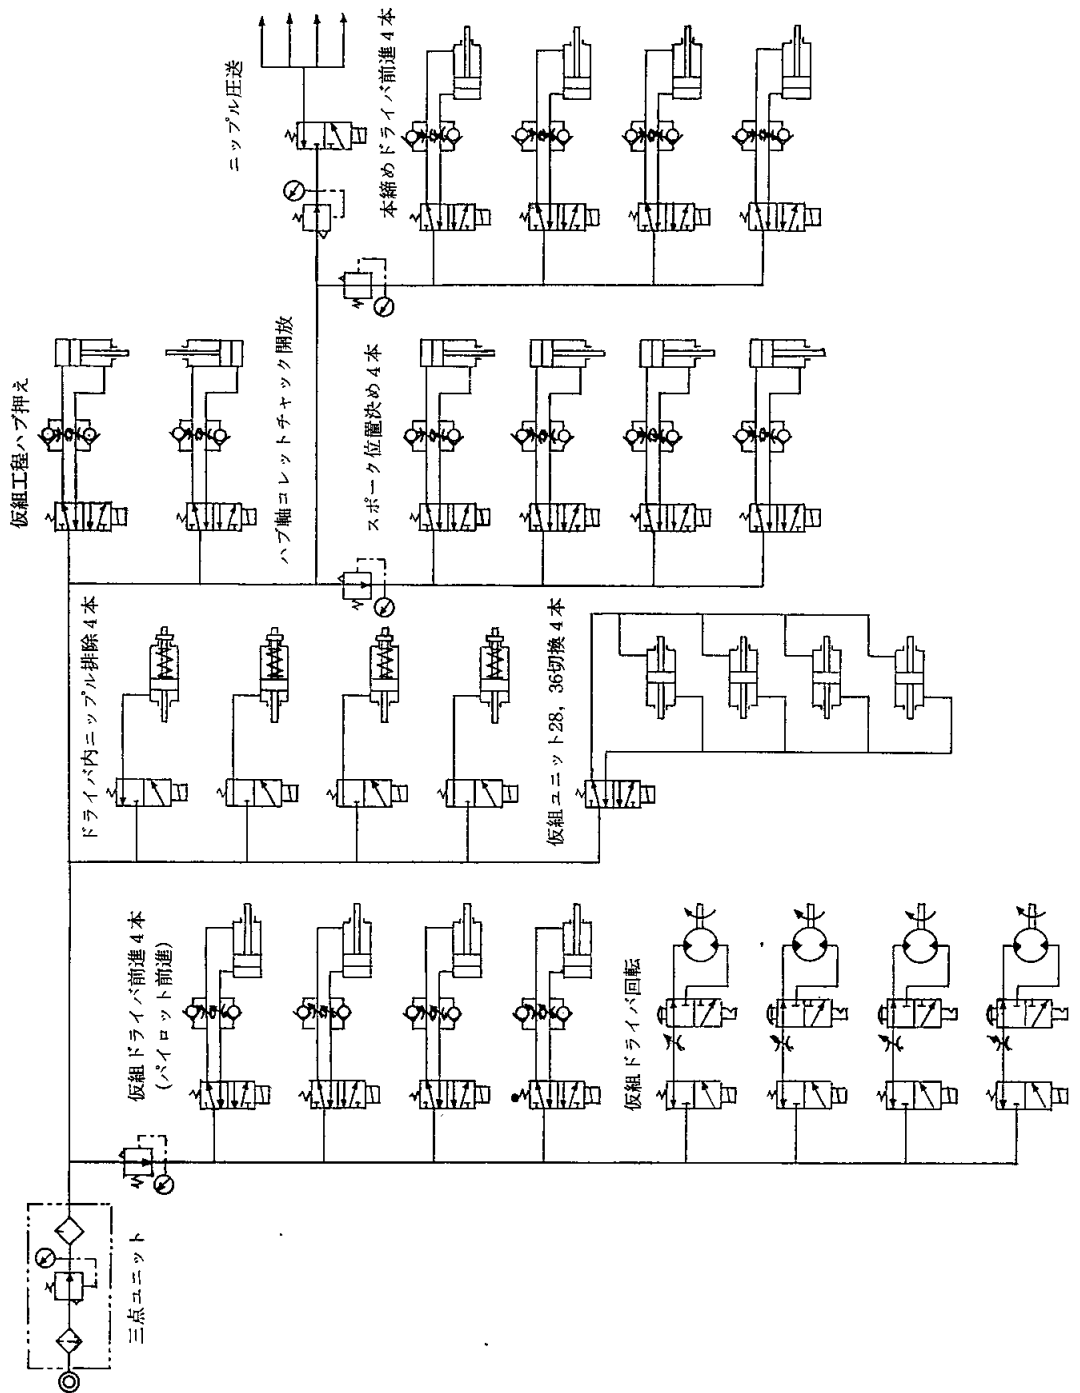 三点ユニット
仮組ドライバ前進4本
(パイロット前進)
仮組ドライバ回転
ドライバ内ニップル排除4本
仮組ユニット28，36切換4本
仮組工程ハブ押え
ハブ軸コレットチャック開放
スポーク位置決め4本
ニップル圧送
本締めドライバ前進4本